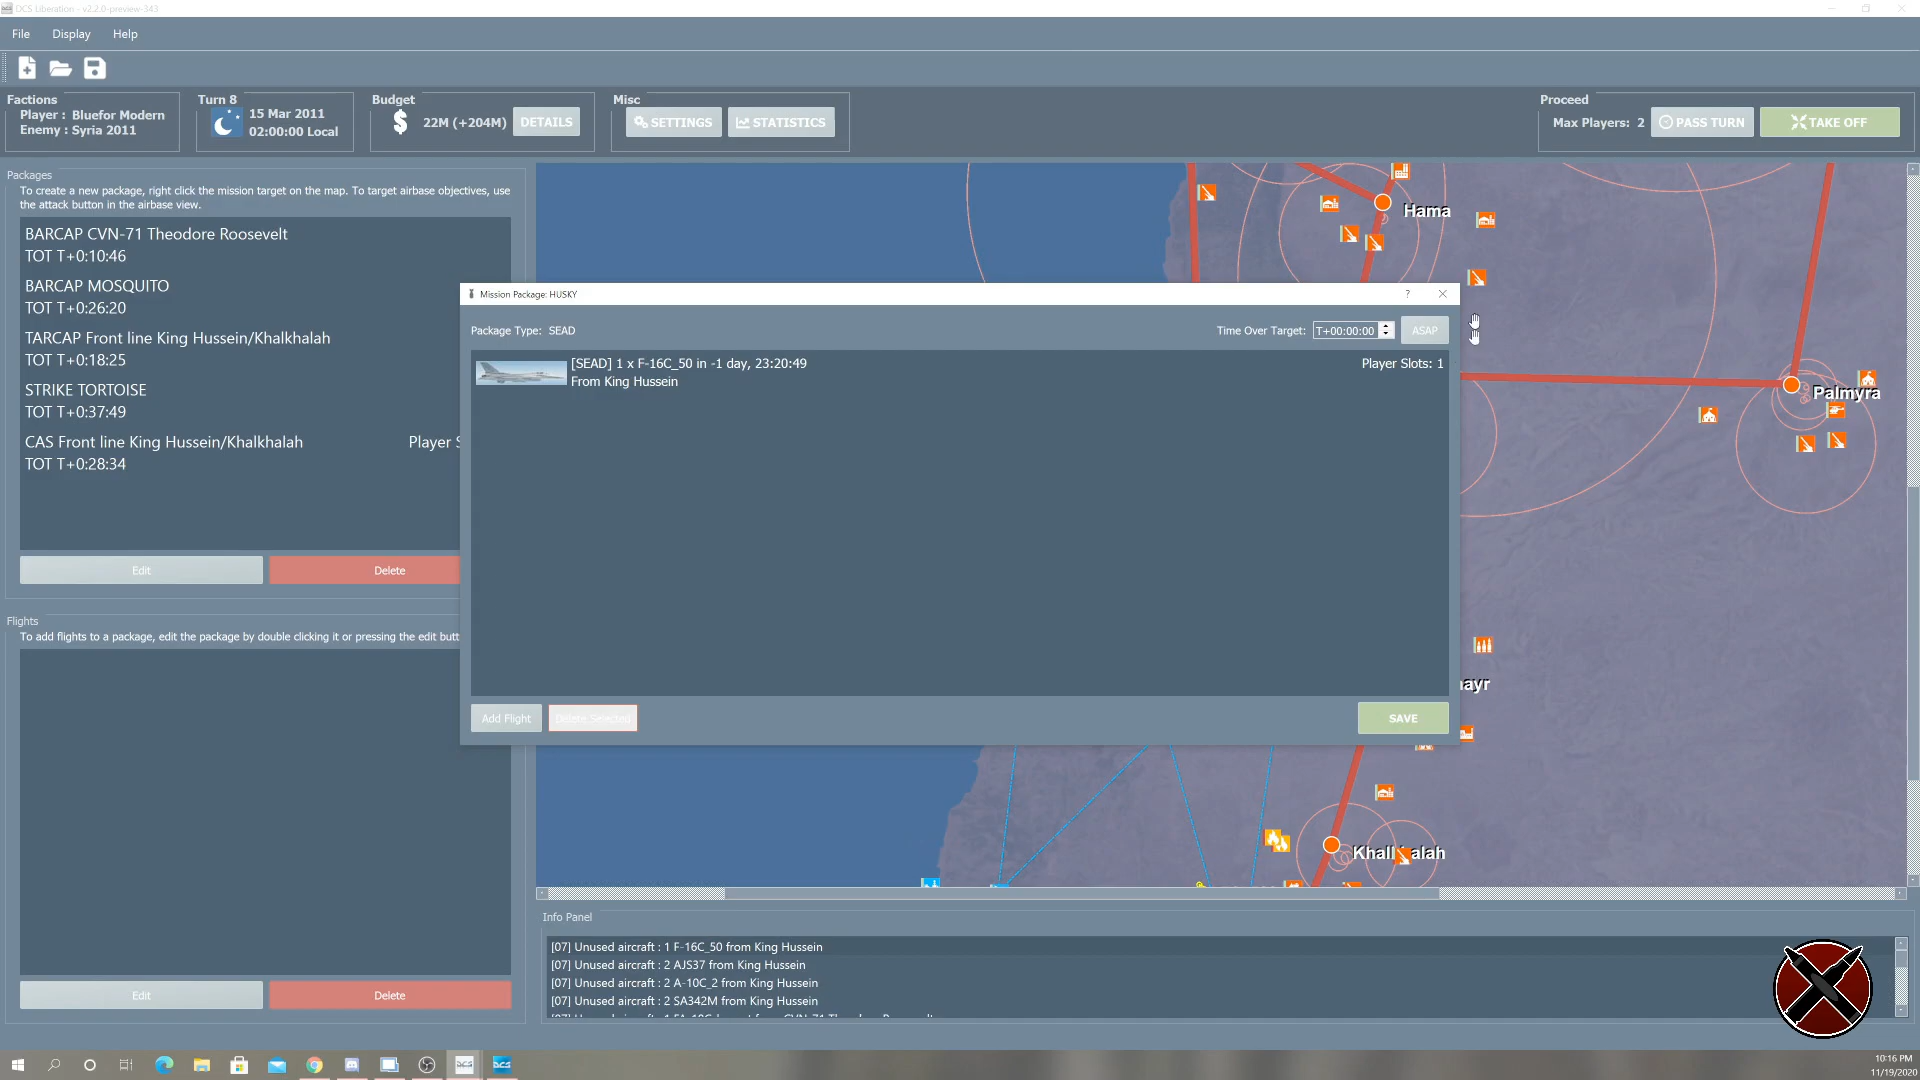 DCS Liberation - v2.2.0-preview-343
File Display Help
Factions
Player : Bluefor Modern
Enemy : Syria 2011
Turn 8
15 Mar 2011
02:00:00 Local
Budget
$ 22M (+204M) DETAILS
Misc
SETTINGS STATISTICS
Proceed
Max Players: 2 PASS TURN TAKE OFF
Packages
To create a new package, right click the mission target on the map. To target airbase objectives, use
the attack button in the airbase view.
BARCAP CVN-71 Theodore Roosevelt
TOT T+0:10:46
BARCAP MOSQUITO
TOT T+0:26:20
TARCAP Front line King Hussein/Khalkhalah
TOT T+0:18:25
STRIKE TORTOISE
TOT T+0:37:49
CAS Front line King Hussein/Khalkhalah Player S
TOT T+0:28:34
Edit Delete
Flights
To add flights to a package, edit the package by double clicking it or pressing the edit butt
Edit Delete
Hama
Palmyra
Mission Package: HUSKY ?
Package Type: SEAD
Time Over Target: T+00:00:00 ASAP
[SEAD] 1 x F-16C_50 in -1 day, 23:20:49 Player Slots: 1
From King Hussein
Add Flight Delete Selected SAVE
ayr
Khalkhalah
Info Panel
[07] Unused aircraft : 1 F-16C_50 from King Hussein
[07] Unused aircraft : 2 AJS37 from King Hussein
[07] Unused aircraft : 2 A-10C_2 from King Hussein
[07] Unused aircraft : 2 SA342M from King Hussein
DCS DCS
10:16 PM
11/19/2020